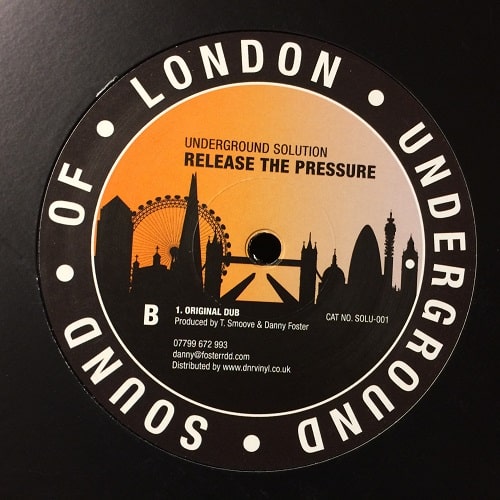 SOUND • OF • LONDON • UNDERGROUND •
UNDERGROUND SOLUTION
RELEASE THE PRESSURE
B
1. ORIGINAL DUB
Produced by T. Smoove & Danny Foster
CAT NO. SOLU-001
07799 672 993
danny@fosterrdd.com
Distributed by www.dnrvinyl.co.uk